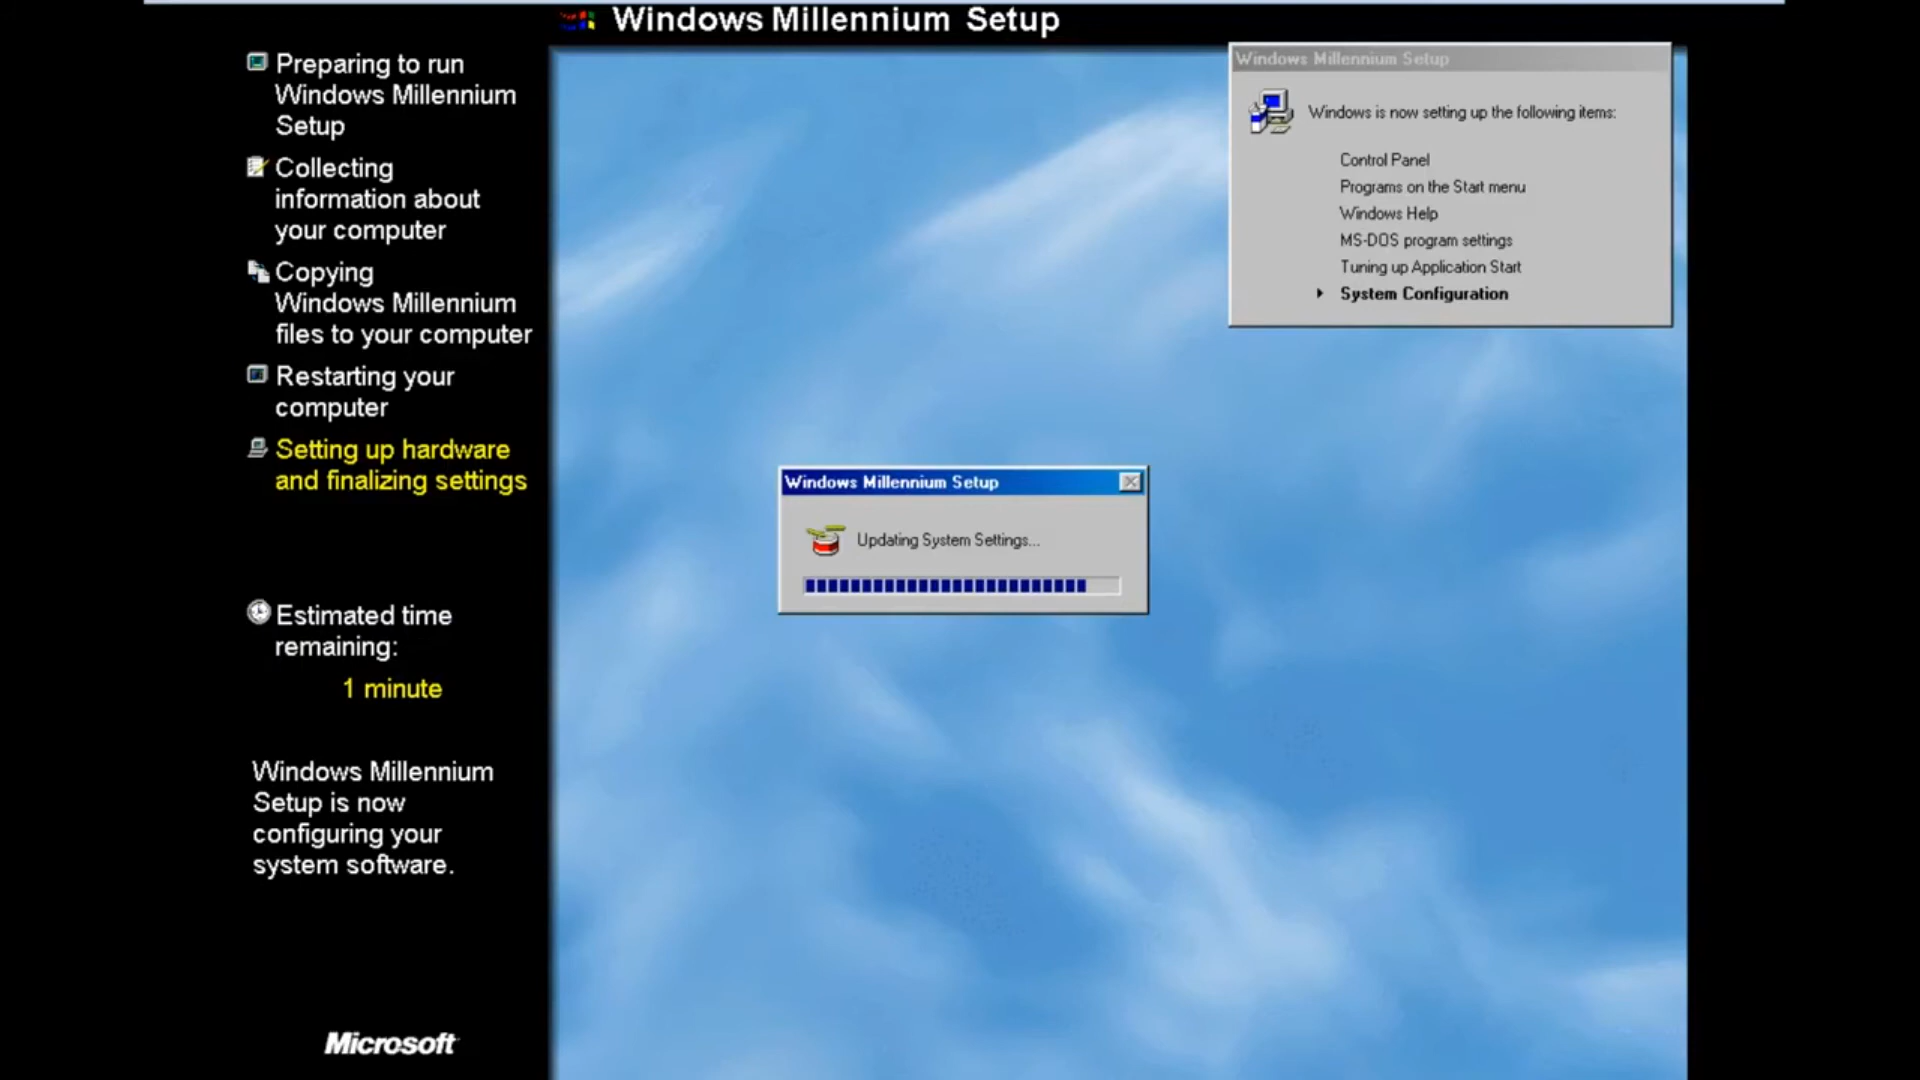 Windows Millennium Setup
Preparing to run
Windows Millennium
Setup
Collecting
information about
your computer
Copying
Windows Millennium
files to your computer
Restarting your
computer
Setting up hardware
and finalizing settings
Estimated time
remaining:
1 minute
Windows Millennium
Setup is now
configuring your
system software.
Microsoft
Windows Millennium Setup
Windows is now setting up the following items:
Control Panel
Programs on the Start menu
Windows Help
MS-DOS program settings
Tuning up Application Start
System Configuration
Windows Millennium Setup
Updating System Settings...